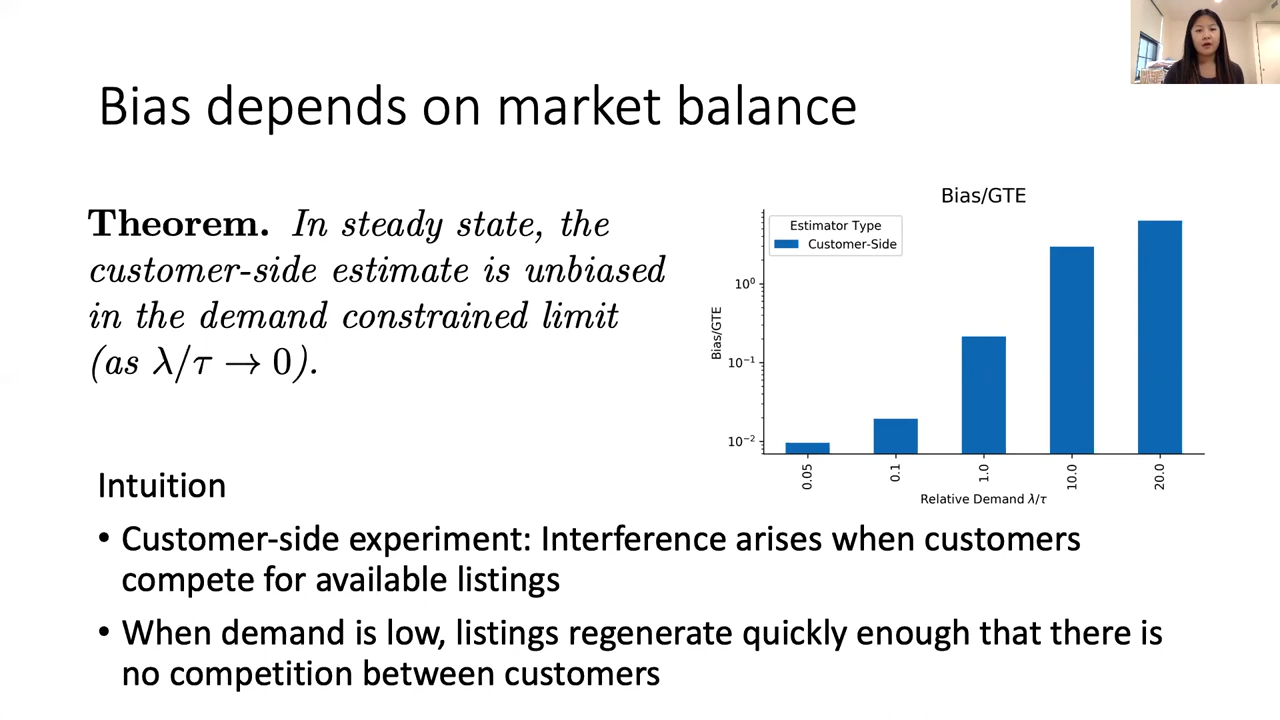 Bias depends on market balance
Theorem. In steady state, the
customer-side estimate is unbiased
in the demand constrained limit
(as λ/τ → 0).
Bias/GTE
Estimator Type
Customer-Side
Bias/GTE
10⁰
10⁻¹
10⁻²
0.05
0.1
1.0
10.0
20.0
Relative Demand λ/τ
Intuition
• Customer-side experiment: Interference arises when customers
compete for available listings
• When demand is low, listings regenerate quickly enough that there is
no competition between customers